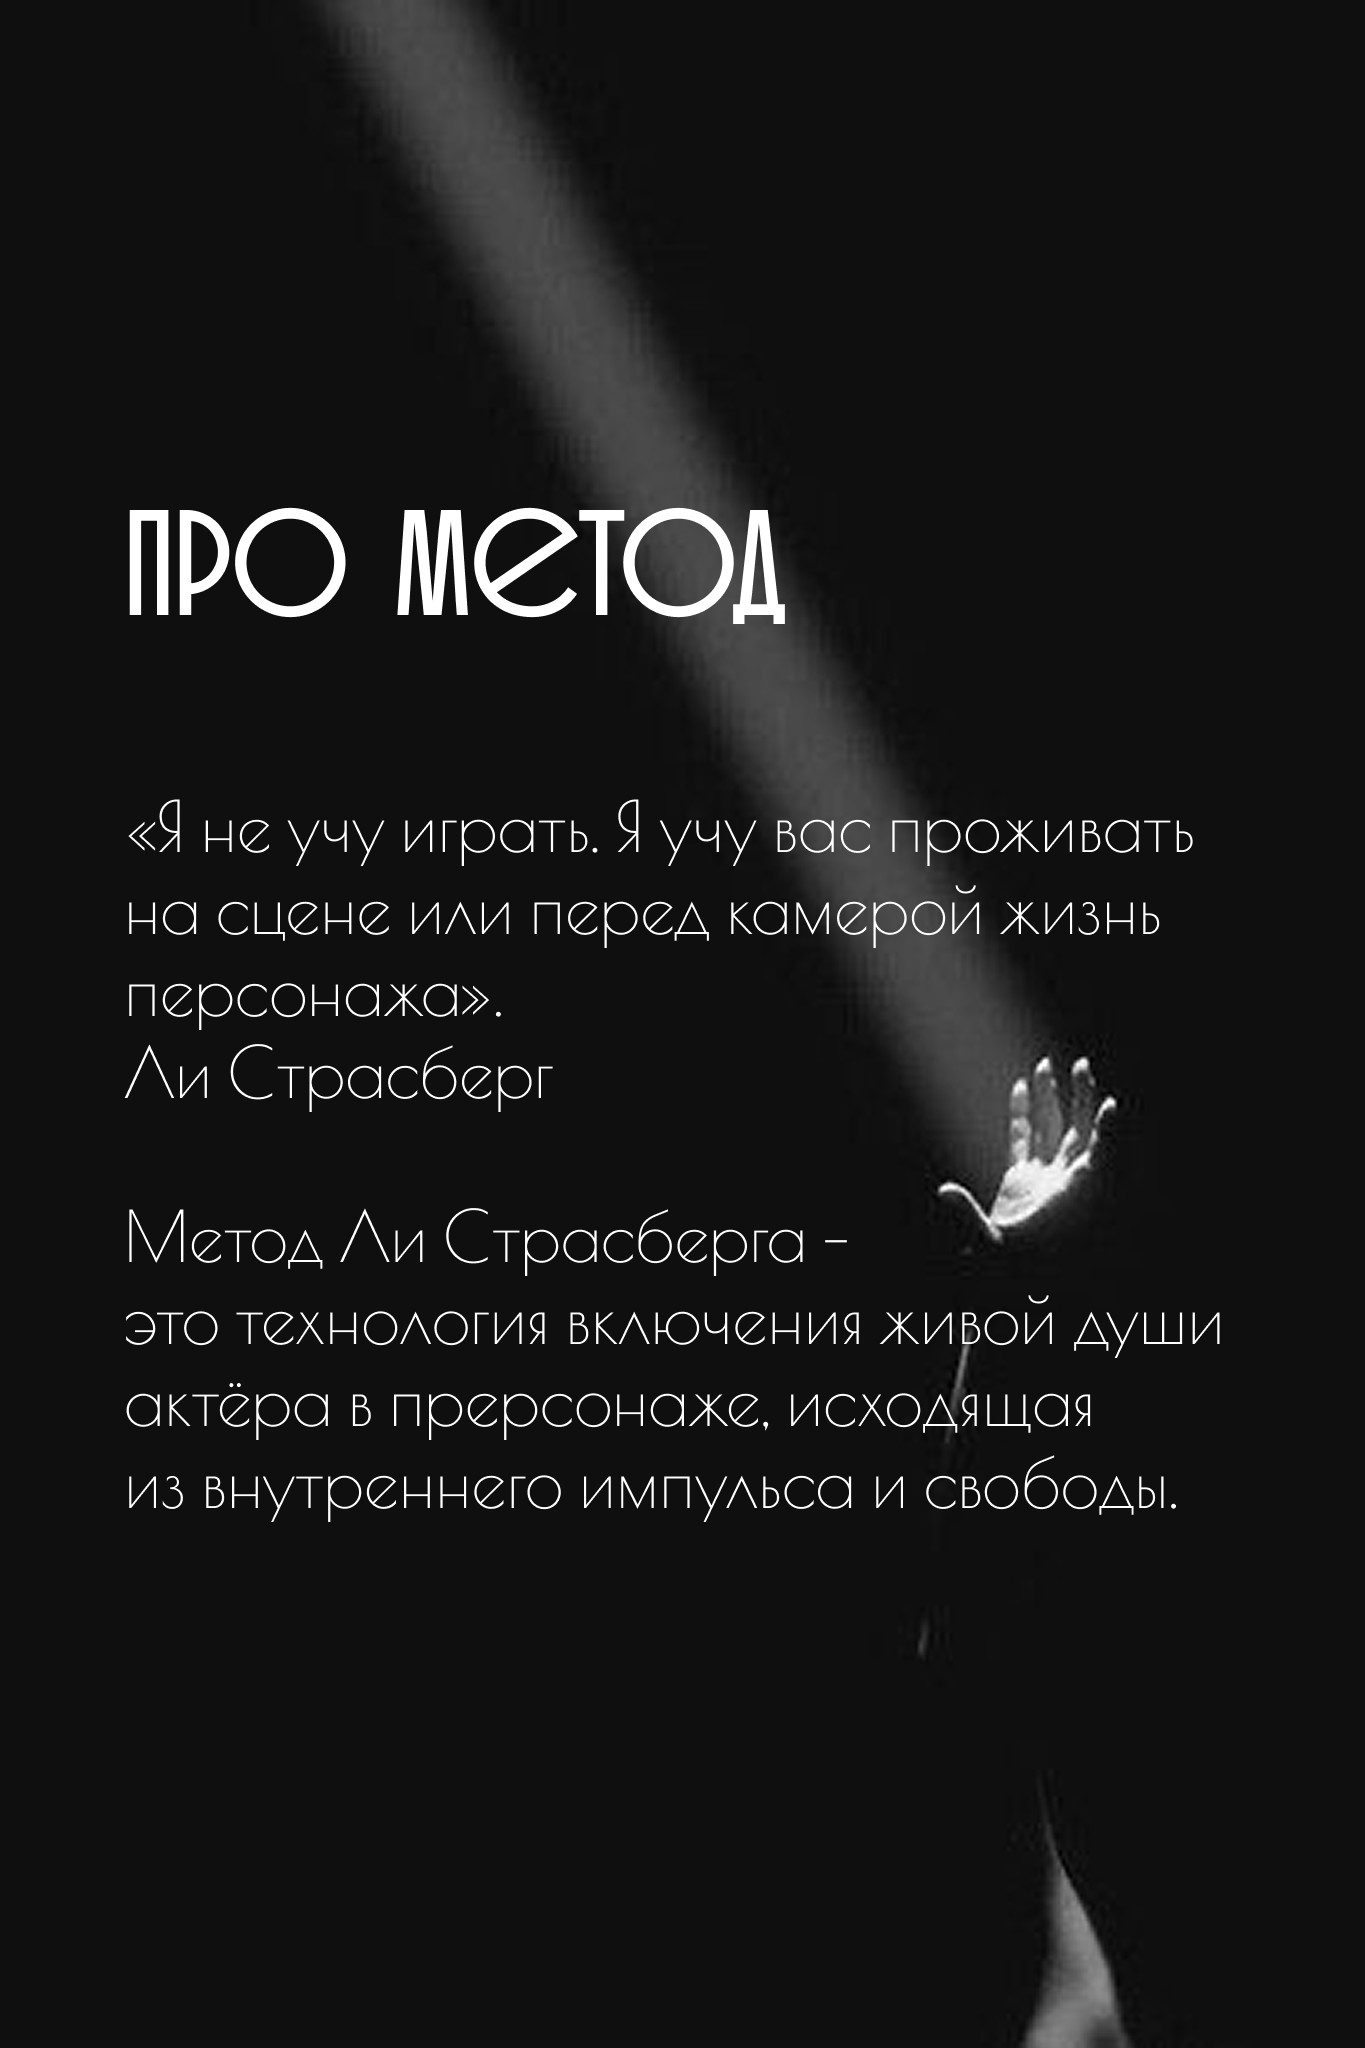 ПРО МЕТОД
«Я не учу играть. Я учу вас проживать
на сцене или перед камерой жизнь
персонажа».
Ли Страсберг
Метод Ли Страсберга –
это технология включения живой души
актёра в прерсонаже, исходящая
из внутреннего импульса и свободы.